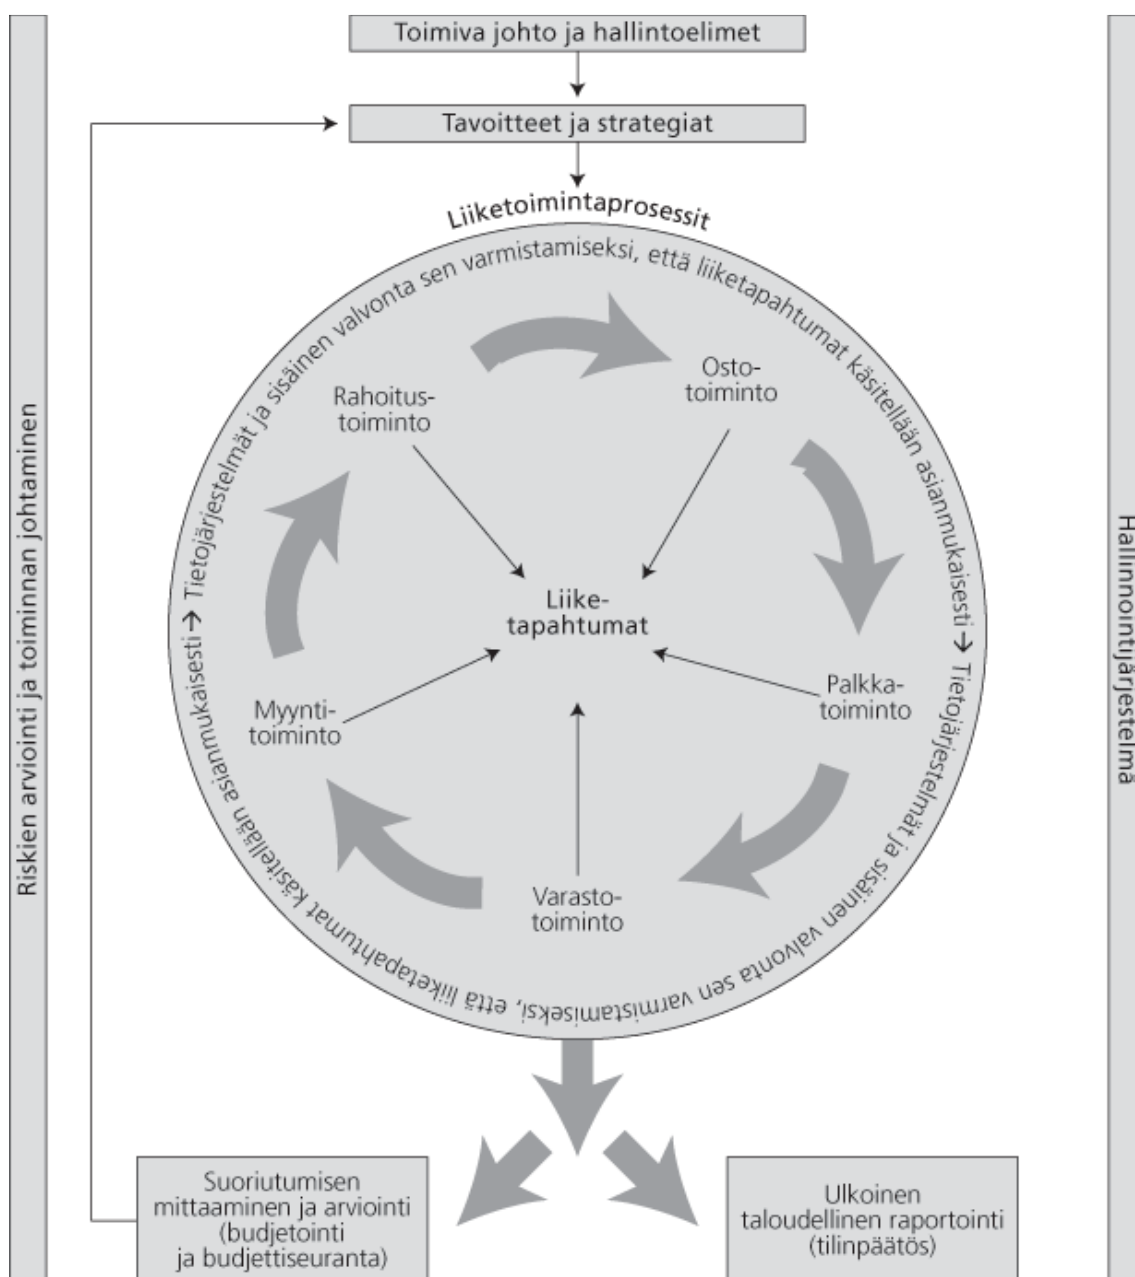 Toimiva johto ja hallintoelimet
Tavoitteet ja strategiat
Liiketoimintaprosessit
Tietojärjestelmät ja sisäinen valvonta sen varmistamiseksi, että liiketapahtumat käsitellään asianmukaisesti →
Tietojärjestelmät ja sisäinen valvonta sen varmistamiseksi, että liiketapahtumat käsitellään asianmukaisesti →
Rahoitus-
toiminto
Osto-
toiminto
Liike-
tapahtumat
Palkka-
toiminto
Myynti-
toiminto
Varasto-
toiminto
Riskien arviointi ja toiminnan johtaminen
Hallinnointijärjestelmä
Suoriutumisen
mittaaminen ja arviointi
(budjetointi
ja budjettiseuranta)
Ulkoinen
taloudellinen raportointi
(tilinpäätös)